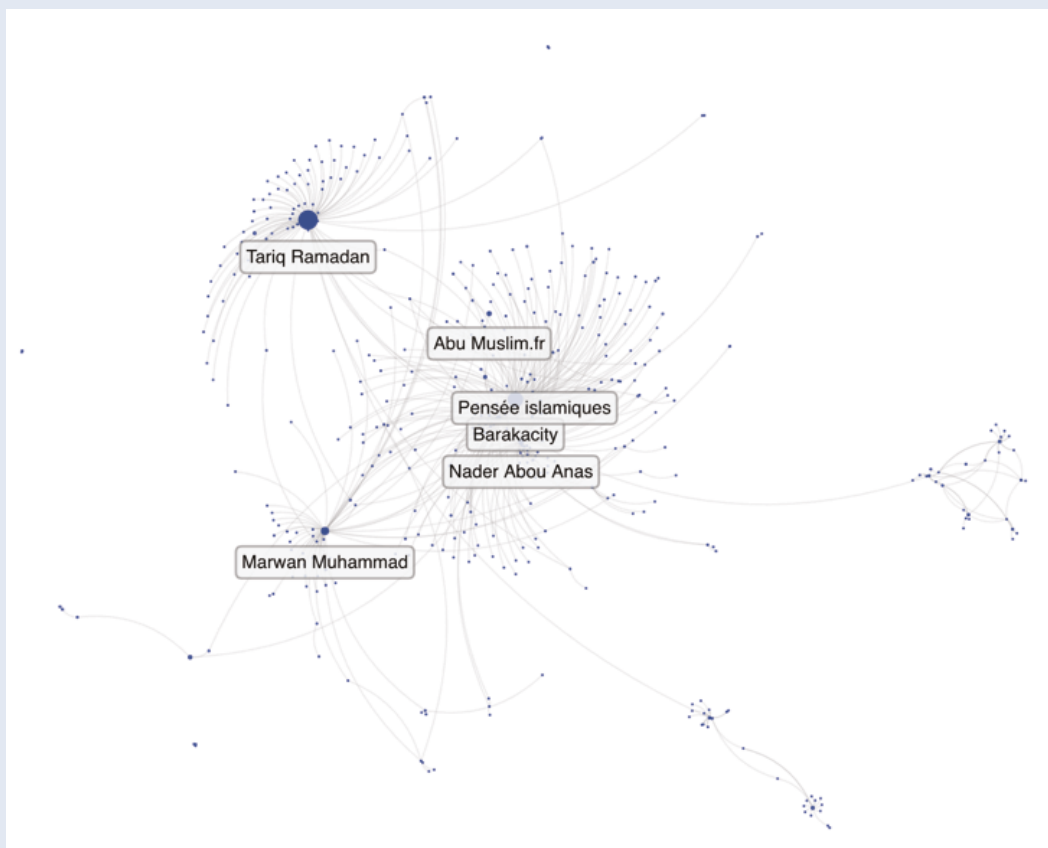 Tariq Ramadan
Abu Muslim.fr
Pensée islamiques
Barakacity
Nader Abou Anas
Marwan Muhammad